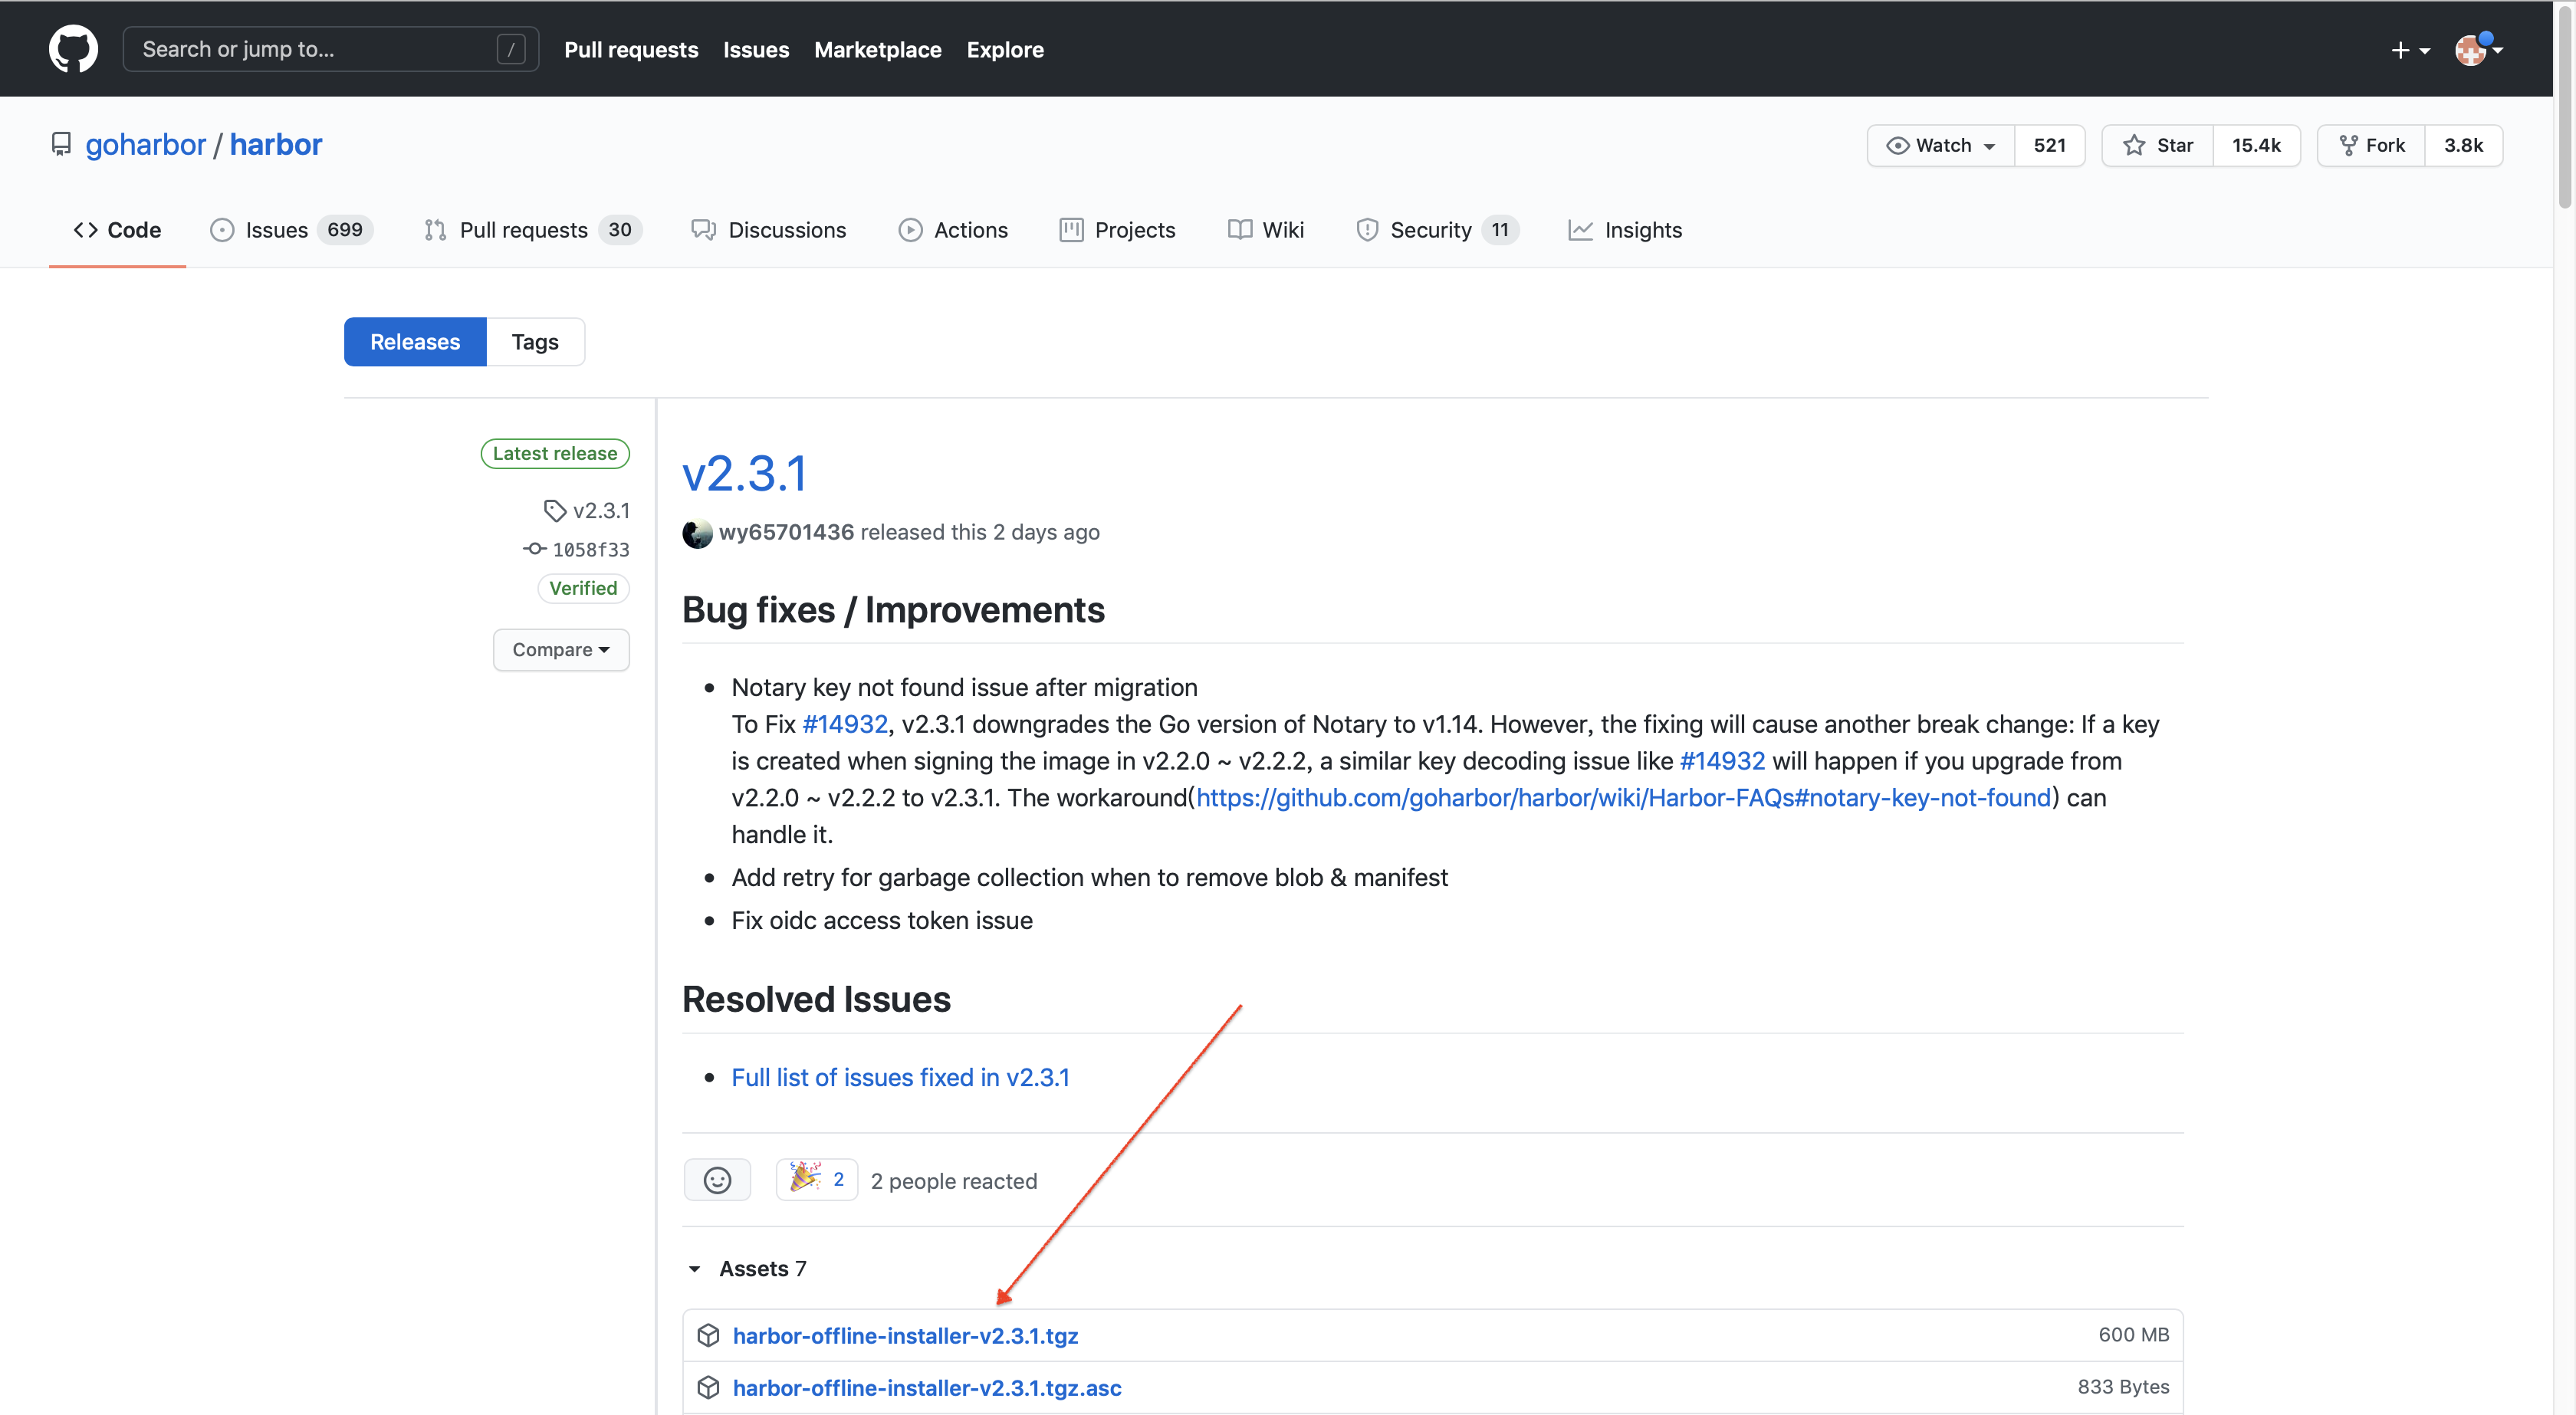 Search or jump to... /
Pull requests Issues Marketplace Explore
goharbor / harbor
Watch 521 Star 15.4k Fork 3.8k
Code Issues 699 Pull requests 30 Discussions Actions Projects Wiki Security 11 Insights
Releases Tags
Latest release
v2.3.1
1058f33
Verified
Compare
v2.3.1
wy65701436 released this 2 days ago
Bug fixes / Improvements
Notary key not found issue after migration
To Fix #14932, v2.3.1 downgrades the Go version of Notary to v1.14. However, the fixing will cause another break change: If a key
is created when signing the image in v2.2.0 ~ v2.2.2, a similar key decoding issue like #14932 will happen if you upgrade from
v2.2.0 ~ v2.2.2 to v2.3.1. The workaround(https://github.com/goharbor/harbor/wiki/Harbor-FAQs#notary-key-not-found) can
handle it.
Add retry for garbage collection when to remove blob & manifest
Fix oidc access token issue
Resolved Issues
Full list of issues fixed in v2.3.1
2 2 people reacted
Assets 7
harbor-offline-installer-v2.3.1.tgz 600 MB
harbor-offline-installer-v2.3.1.tgz.asc 833 Bytes